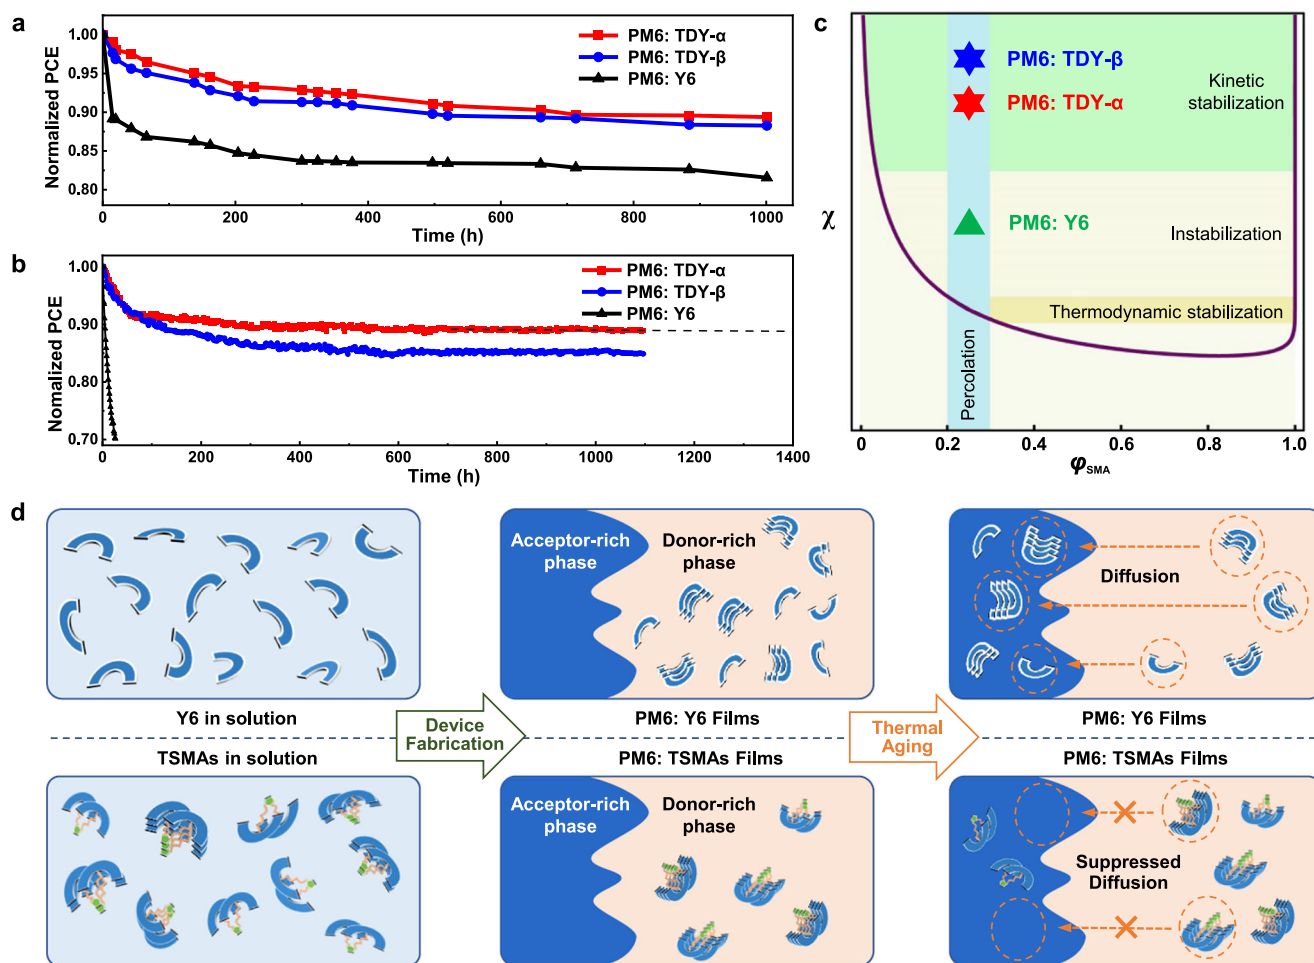 a
Normalized PCE
1.00
0.95
0.90
0.85
0.80
0
200
400
600
800
1000
Time (h)
PM6: TDY-α
PM6: TDY-β
PM6: Y6
b
Nomalized PCE
1.00
0.90
0.80
0.70
0
200
400
600
800
1000
1200
1400
Time (h)
PM6: TDY-α
PM6: TDY-β
PM6: Y6
c
χ
PM6: TDY-β
PM6: TDY-α
PM6: Y6
Kinetic
stabilization
Instabilization
Thermodynamic stabilization
Percolation
0
0.2
0.4
0.6
0.8
1.0
φSMA
d
Acceptor-rich
phase
Donor-rich
phase
Diffusion
Y6 in solution
Device
Fabrication
PM6: Y6 Films
Thermal
Aging
PM6: Y6 Films
TSMAs in solution
PM6: TSMAs Films
PM6: TSMAs Films
Acceptor-rich
phase
Donor-rich
phase
Suppressed
Diffusion